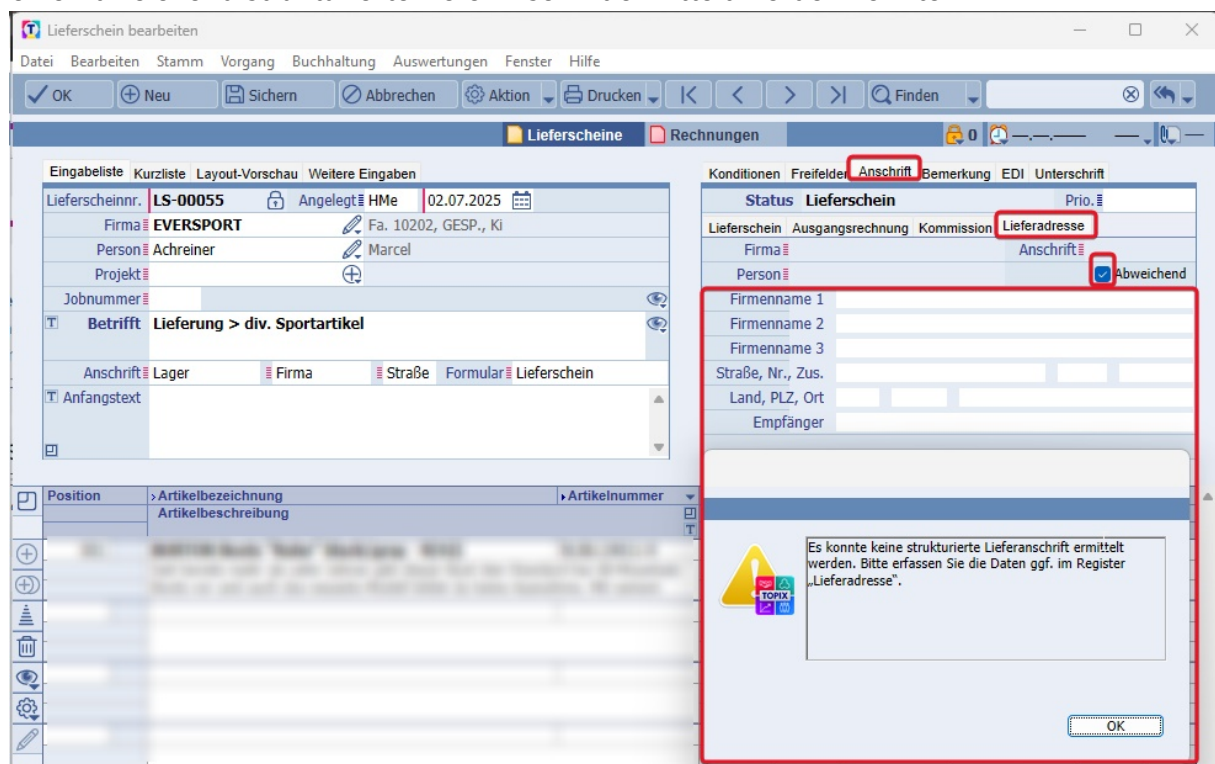 Lieferschein bearbeiten
Datei Bearbeiten Stamm Vorgang Buchhaltung Auswertungen Fenster Hilfe
OK Neu Sichern Abbrechen Aktion Drucken Finden
Lieferscheine Rechnungen 0 —.—.—— ——
Eingabeliste Kurzliste Layout-Vorschau Weitere Eingaben
Konditionen Freifelder Anschrift Bemerkung EDI Unterschrift
Lieferscheinnr. LS-00055 Angelegt HMe 02.07.2025
Status Lieferschein Prio.
Firma EVERSPORT Fa. 10202, GESP., Ki
Lieferschein Ausgangsrechnung Kommission Lieferadresse
Person Achreiner Marcel
Firma Anschrift
Projekt
Person Abweichend
Jobnummer
Firmenname 1
T Betrifft Lieferung > div. Sportartikel
Firmenname 2
Firmenname 3
Anschrift Lager Firma Straße Formular Lieferschein
Straße, Nr., Zus.
T Anfangstext
Land, PLZ, Ort
Empfänger
Position Artikelbezeichnung Artikelnummer
Artikelbeschreibung
T
Es konnte keine strukturierte Lieferanschrift ermittelt
werden. Bitte erfassen Sie die Daten ggf. im Register
„Lieferadresse“.
TOPIX
OK